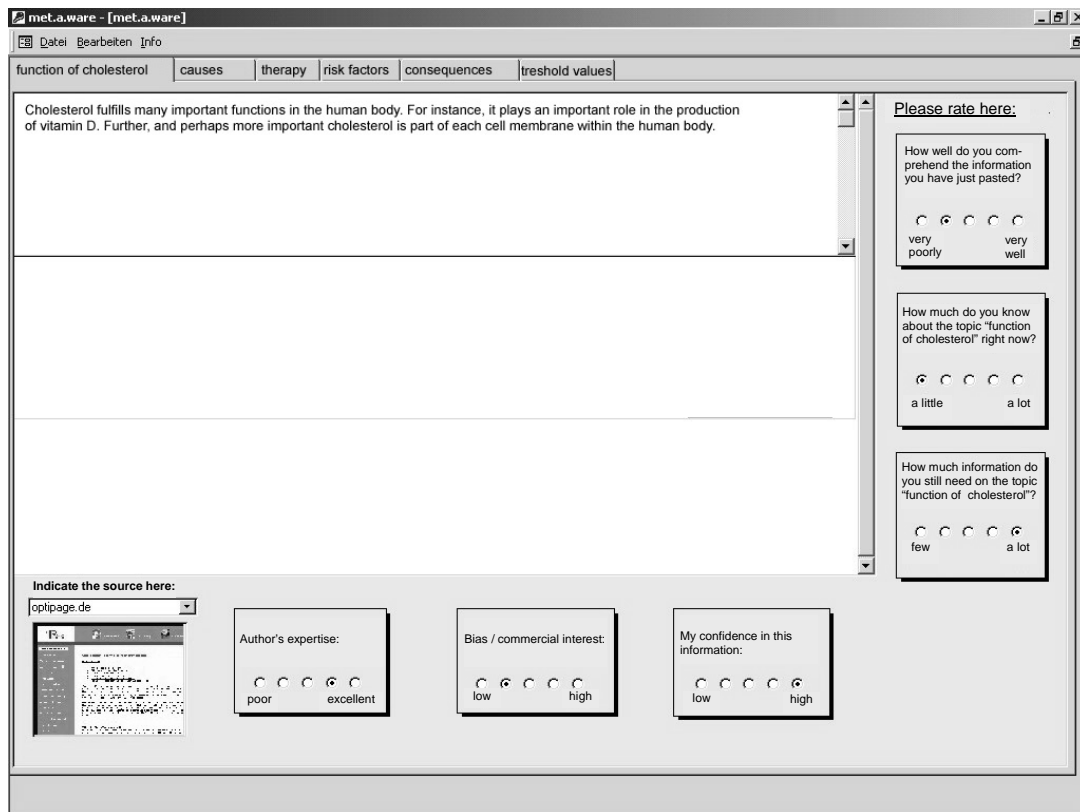 met.a.ware - [met.a.ware]
Datei Bearbeiten Info
function of cholesterol causes therapy risk factors consequences treshold values
Cholesterol fulfills many important functions in the human body. For instance, it plays an important role in the production
of vitamin D. Further, and perhaps more important cholesterol is part of each cell membrane within the human body.
Please rate here:
How well do you com-
prehend the information
you have just pasted?
very very
poorly well
How much do you know
about the topic “function
of cholesterol” right now?
a little a lot
How much information do
you still need on the topic
“function of cholesterol”?
few a lot
Indicate the source here:
optipage.de
Author's expertise:
poor excellent
Bias / commercial interest:
low high
My confidence in this
information:
low high